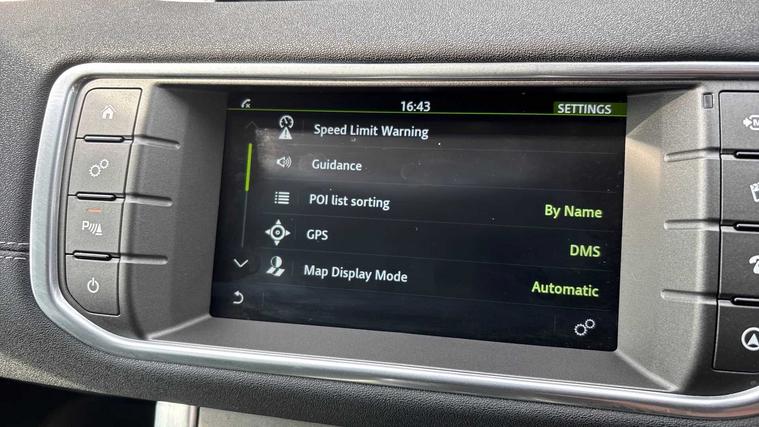 16:43
SETTINGS
Speed Limit Warning
Guidance
POI list sorting By Name
GPS DMS
Map Display Mode Automatic
P